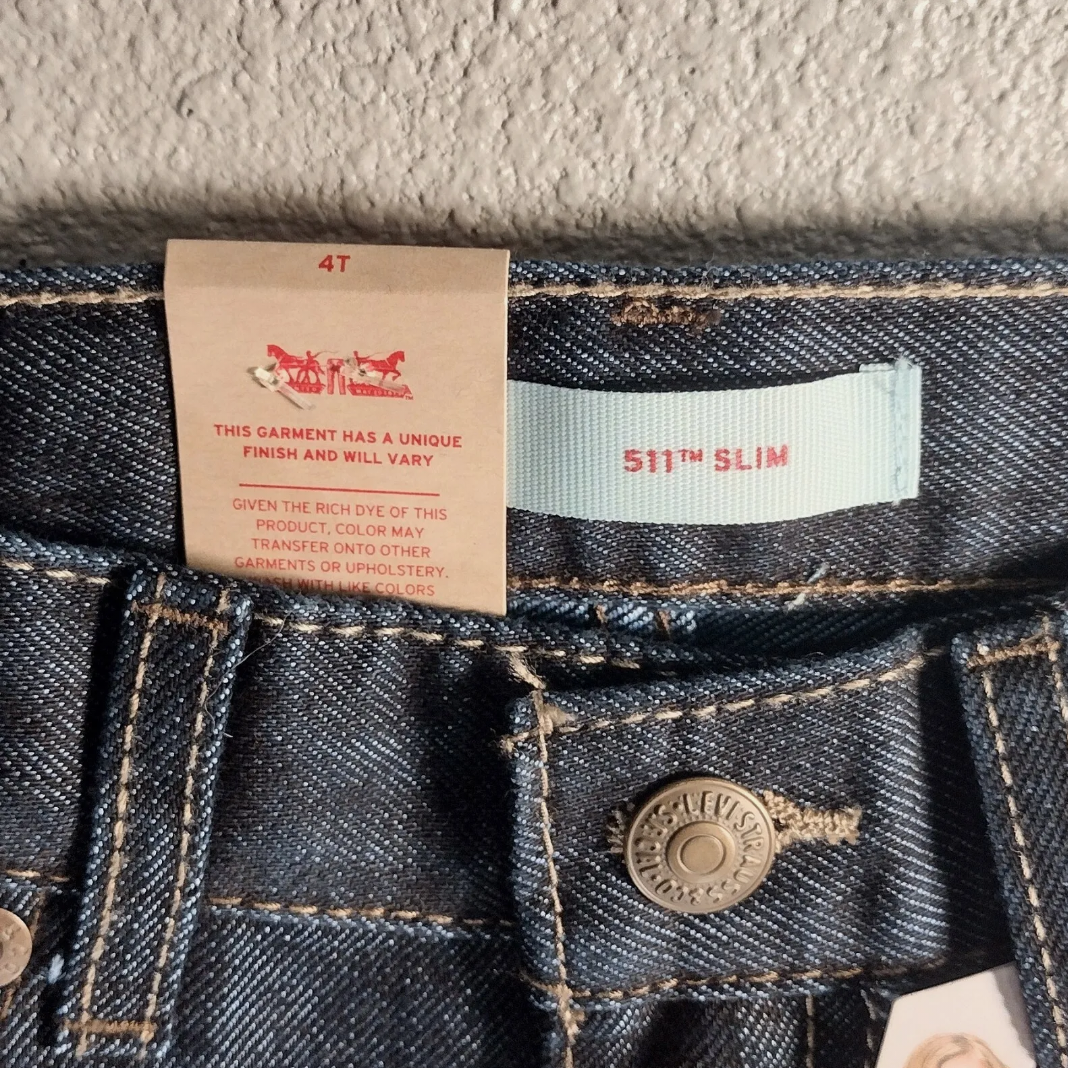 4T
THIS GARMENT HAS A UNIQUE
FINISH AND WILL VARY
GIVEN THE RICH DYE OF THIS
PRODUCT, COLOR MAY
TRANSFER ONTO OTHER
GARMENTS OR UPHOLSTERY.
WITH LIKE COLORS
511™ SLIM
LEVI STRAUSS & CO.